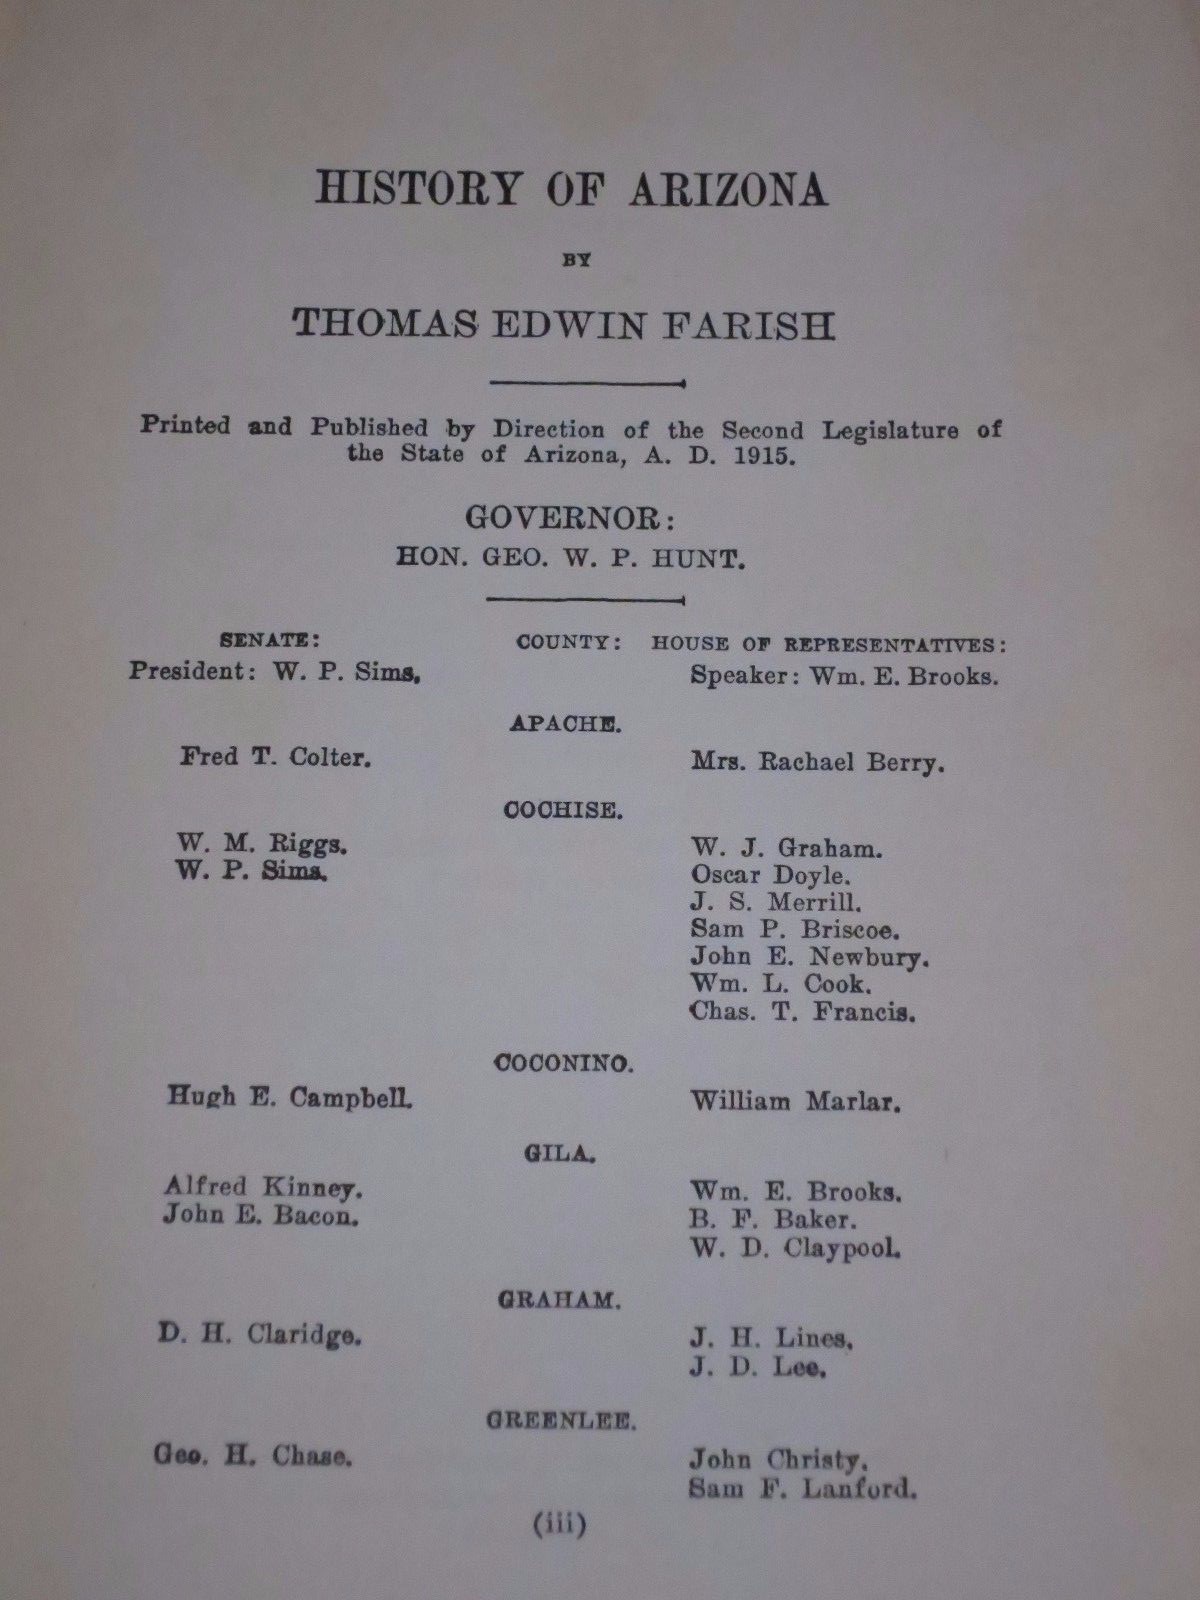 HISTORY OF ARIZONA
BY
THOMAS EDWIN FARISH
Printed and Published by Direction of the Second Legislature of
the State of Arizona, A. D. 1915.
GOVERNOR:
HON. GEO. W. P. HUNT.
SENATE: COUNTY: HOUSE OF REPRESENTATIVES:
President: W. P. Sims. Speaker: Wm. E. Brooks.
APACHE.
Fred T. Colter. Mrs. Rachael Berry.
COCHISE.
W. M. Riggs. W. J. Graham.
W. P. Sims. Oscar Doyle.
J. S. Merrill.
Sam P. Briscoe.
John E. Newbury.
Wm. L. Cook.
Chas. T. Francis.
COCONINO.
Hugh E. Campbell. William Marlar.
GILA.
Alfred Kinney. Wm. E. Brooks.
John E. Bacon. B. F. Baker.
W. D. Claypool.
GRAHAM.
D. H. Claridge. J. H. Lines.
J. D. Lee.
GREENLEE.
Geo. H. Chase. John Christy.
Sam F. Lanford.
(iii)